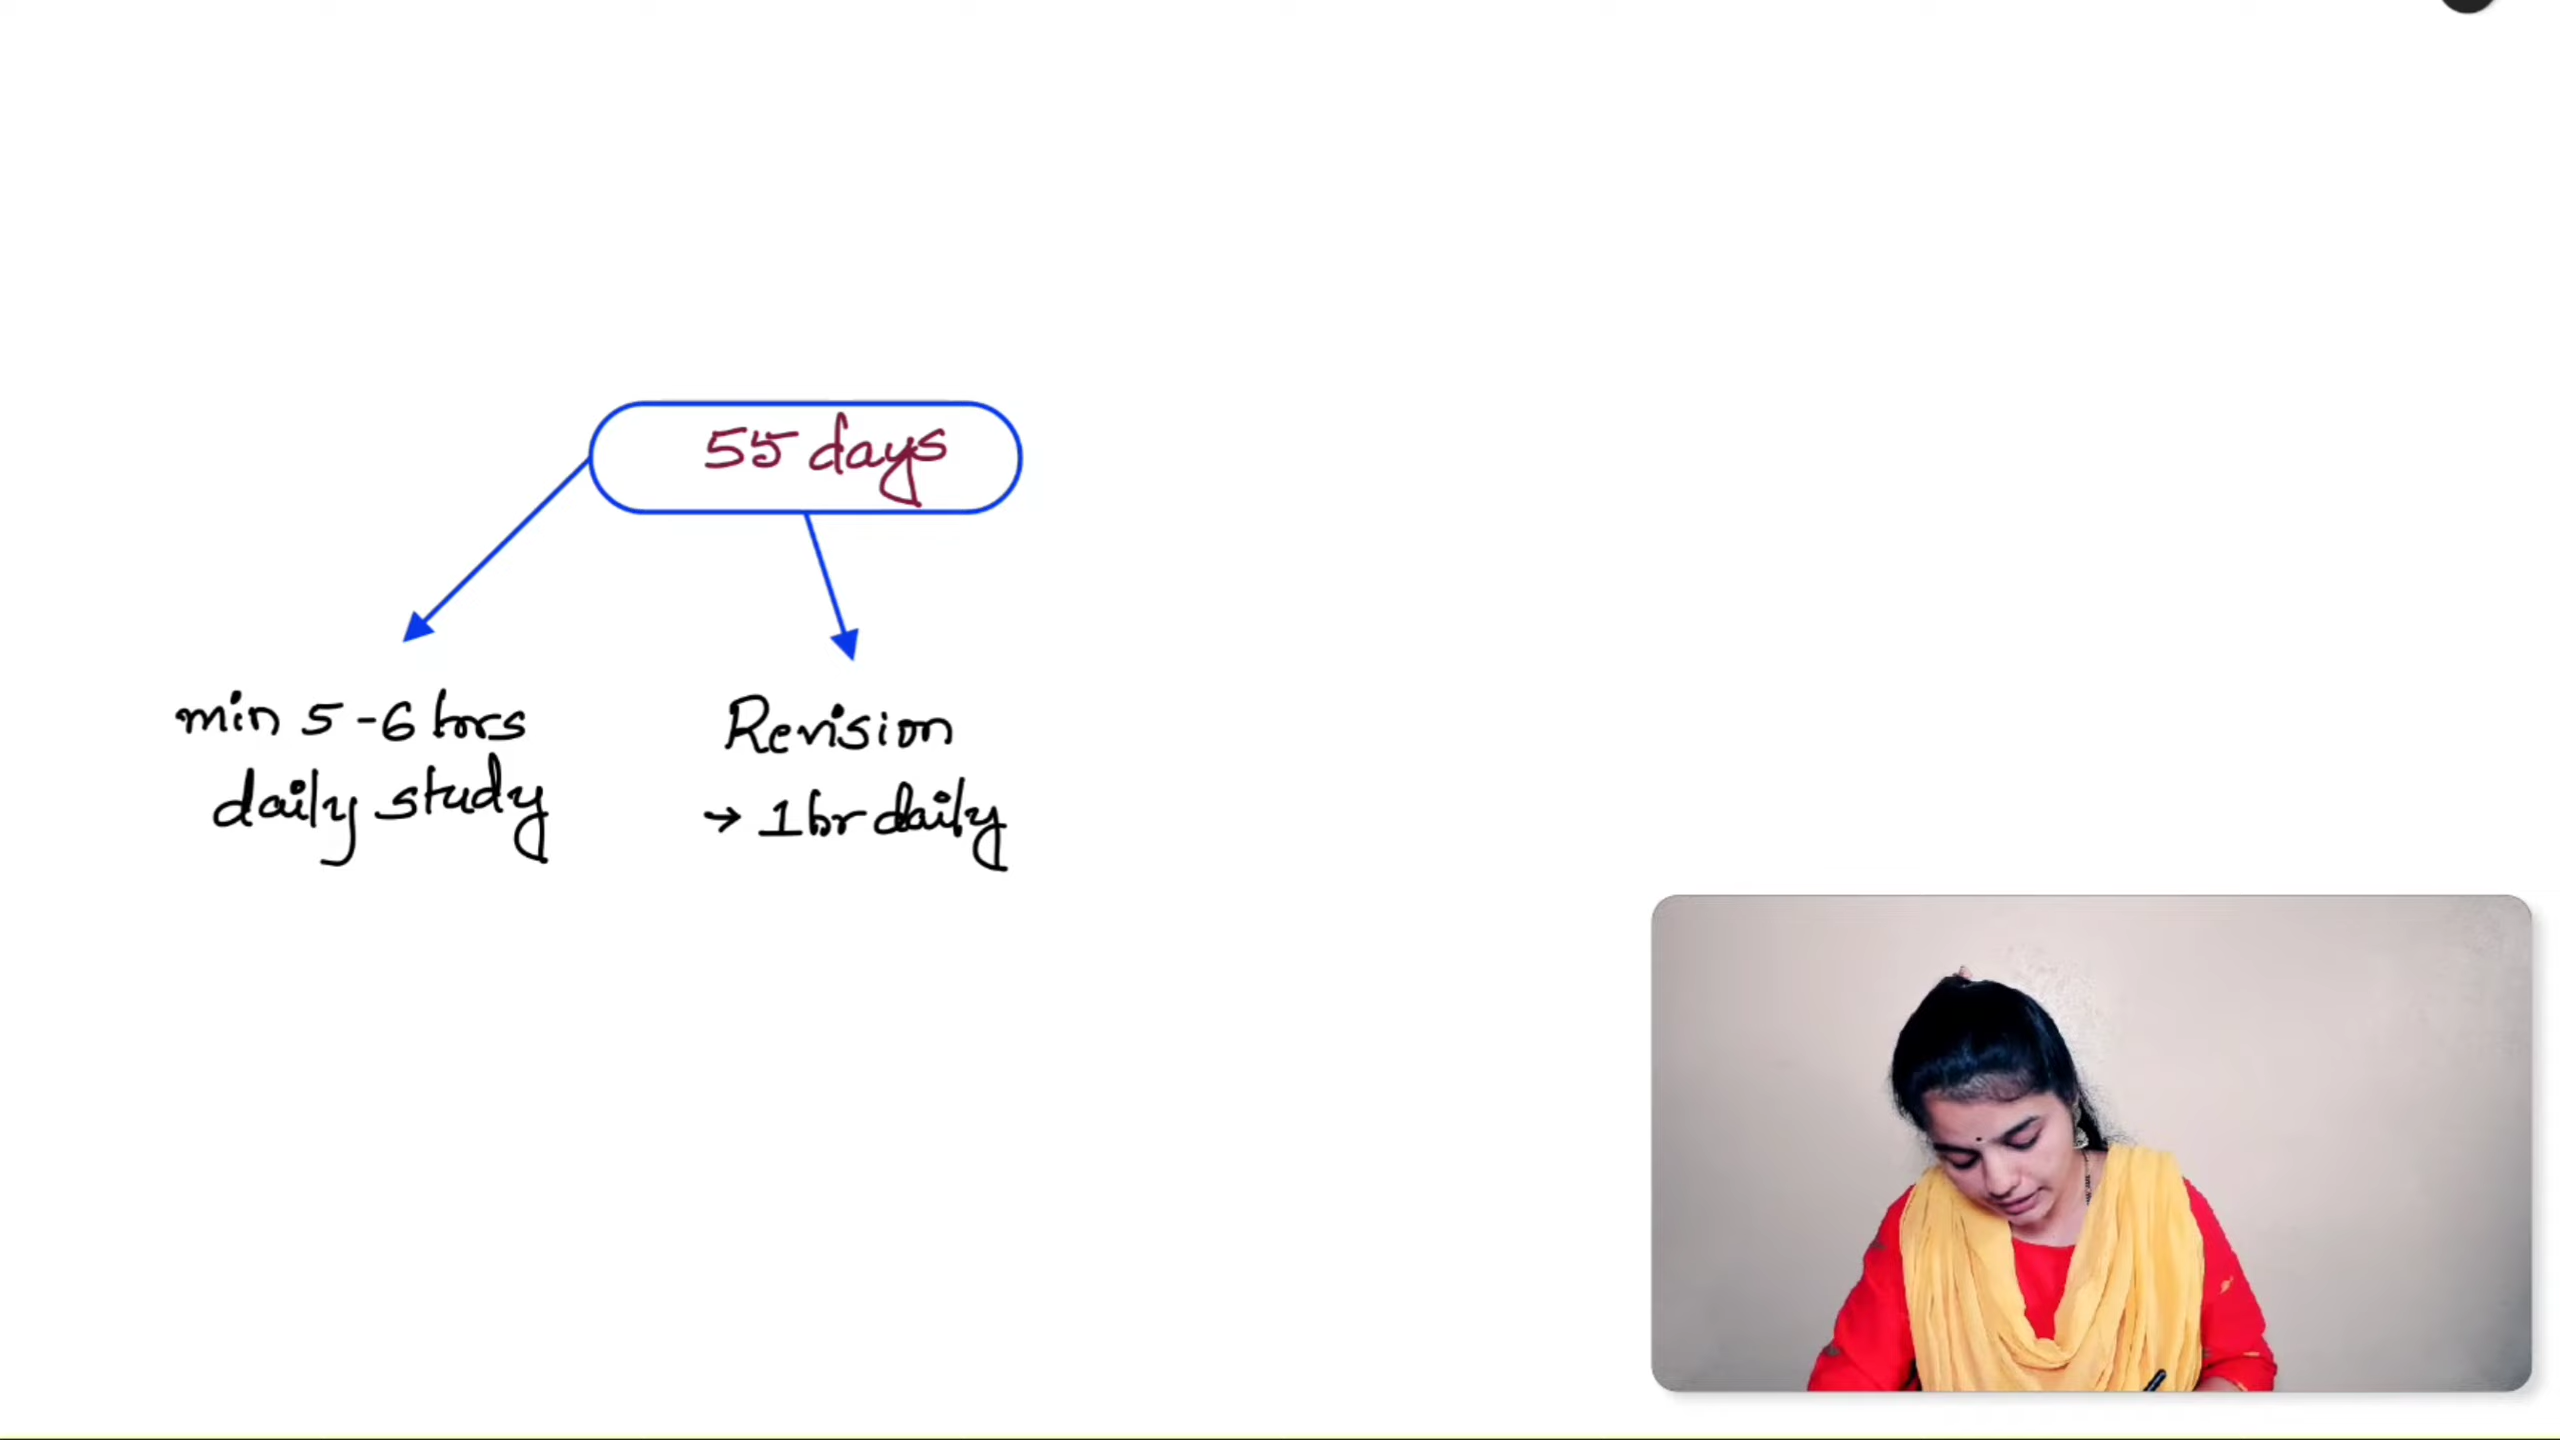 55 days
min 5-6 hrs
daily study
Revision
→ 1 hr daily